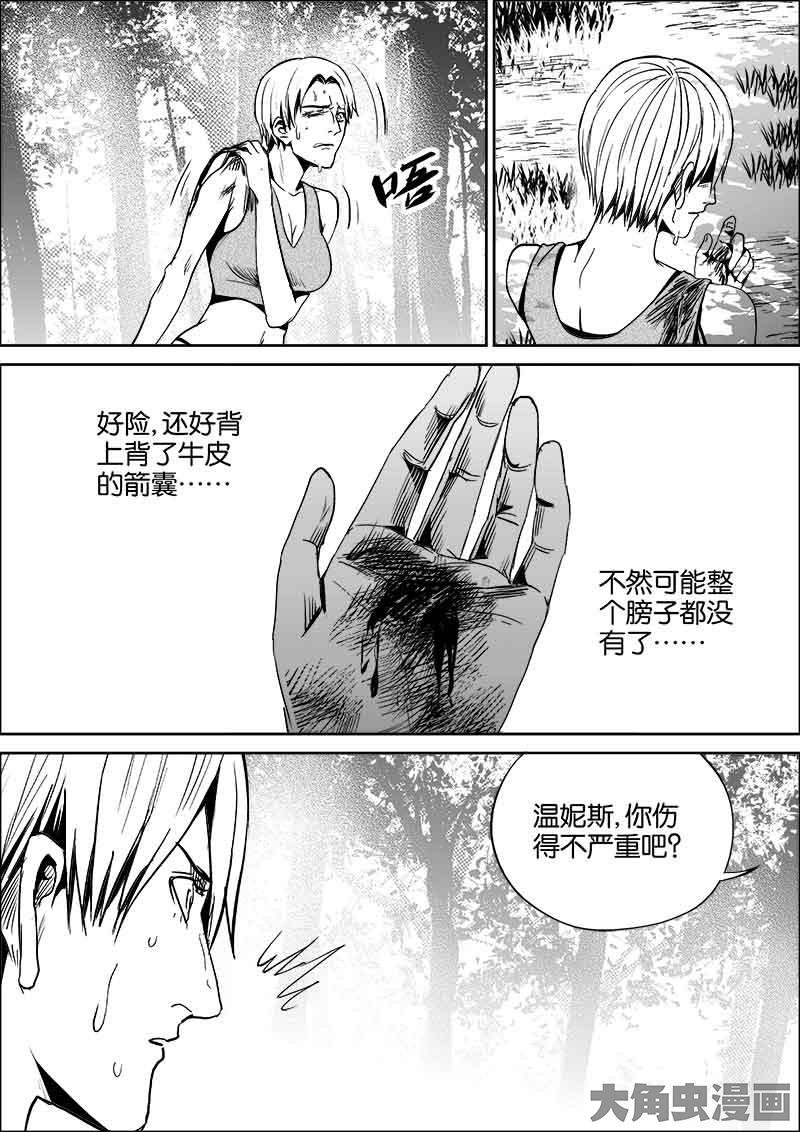 唔
好险,还好背
上背了牛皮
的箭囊……
不然可能整
个膀子都没
有了……
温妮斯,你伤
得不严重吧?
大角虫漫画